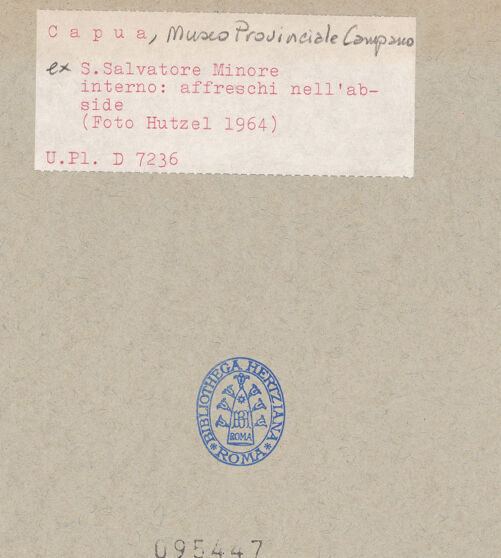 Capua, Museo Provinciale Campano
ex S.Salvatore Minore
interno: affreschi nell'ab-
side
(Foto Hutzel 1964)
U.Pl. D 7236
BIBLIOTHECA HERTZIANA
ROMA
*ROMA*
095447